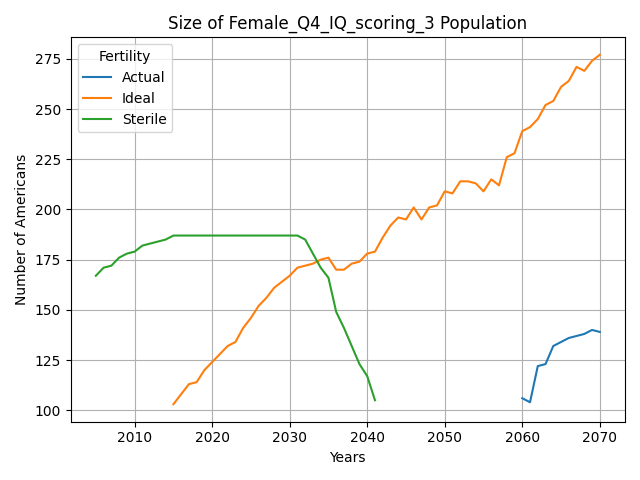 Size of Female_Q4_IQ_scoring_3 Population
Number of Americans
275
250
225
200
175
150
125
100
Fertility
Actual
Ideal
Sterile
2010 2020 2030 2040 2050 2060 2070
Years